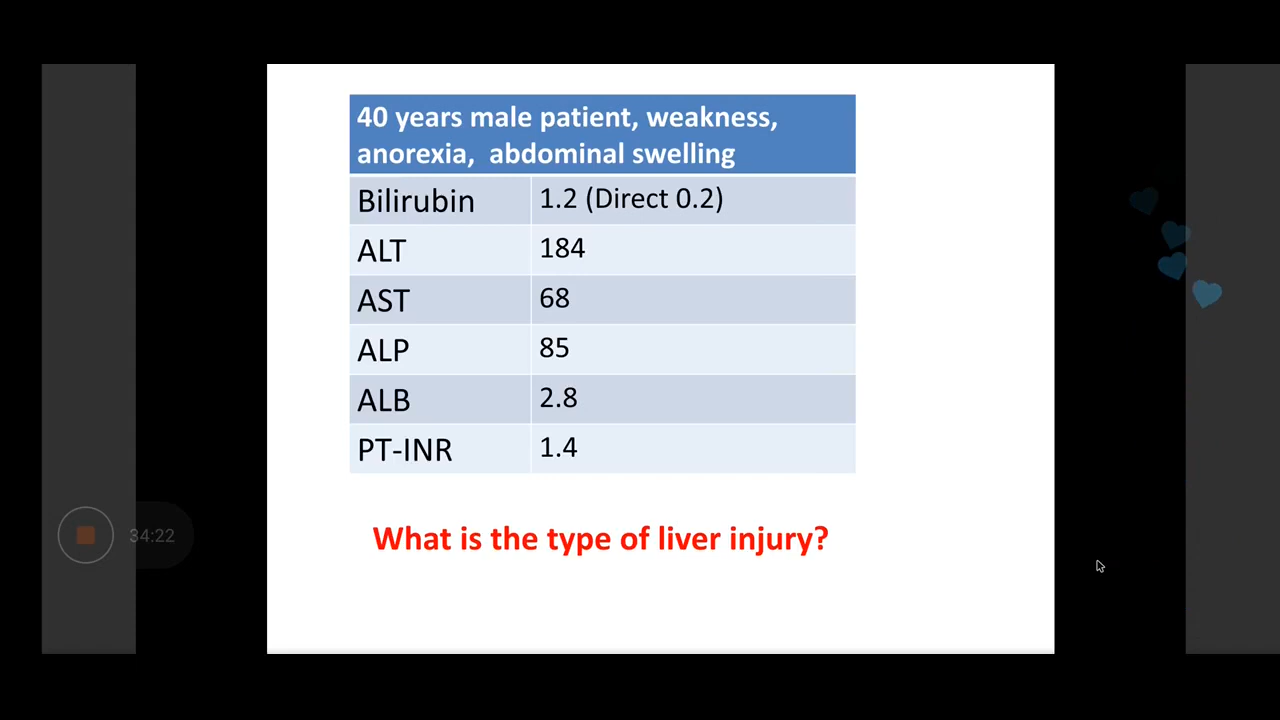 40 years male patient, weakness,
anorexia, abdominal swelling
Bilirubin 1.2 (Direct 0.2)
ALT 184
AST 68
ALP 85
ALB 2.8
PT-INR 1.4
34:22
What is the type of liver injury?